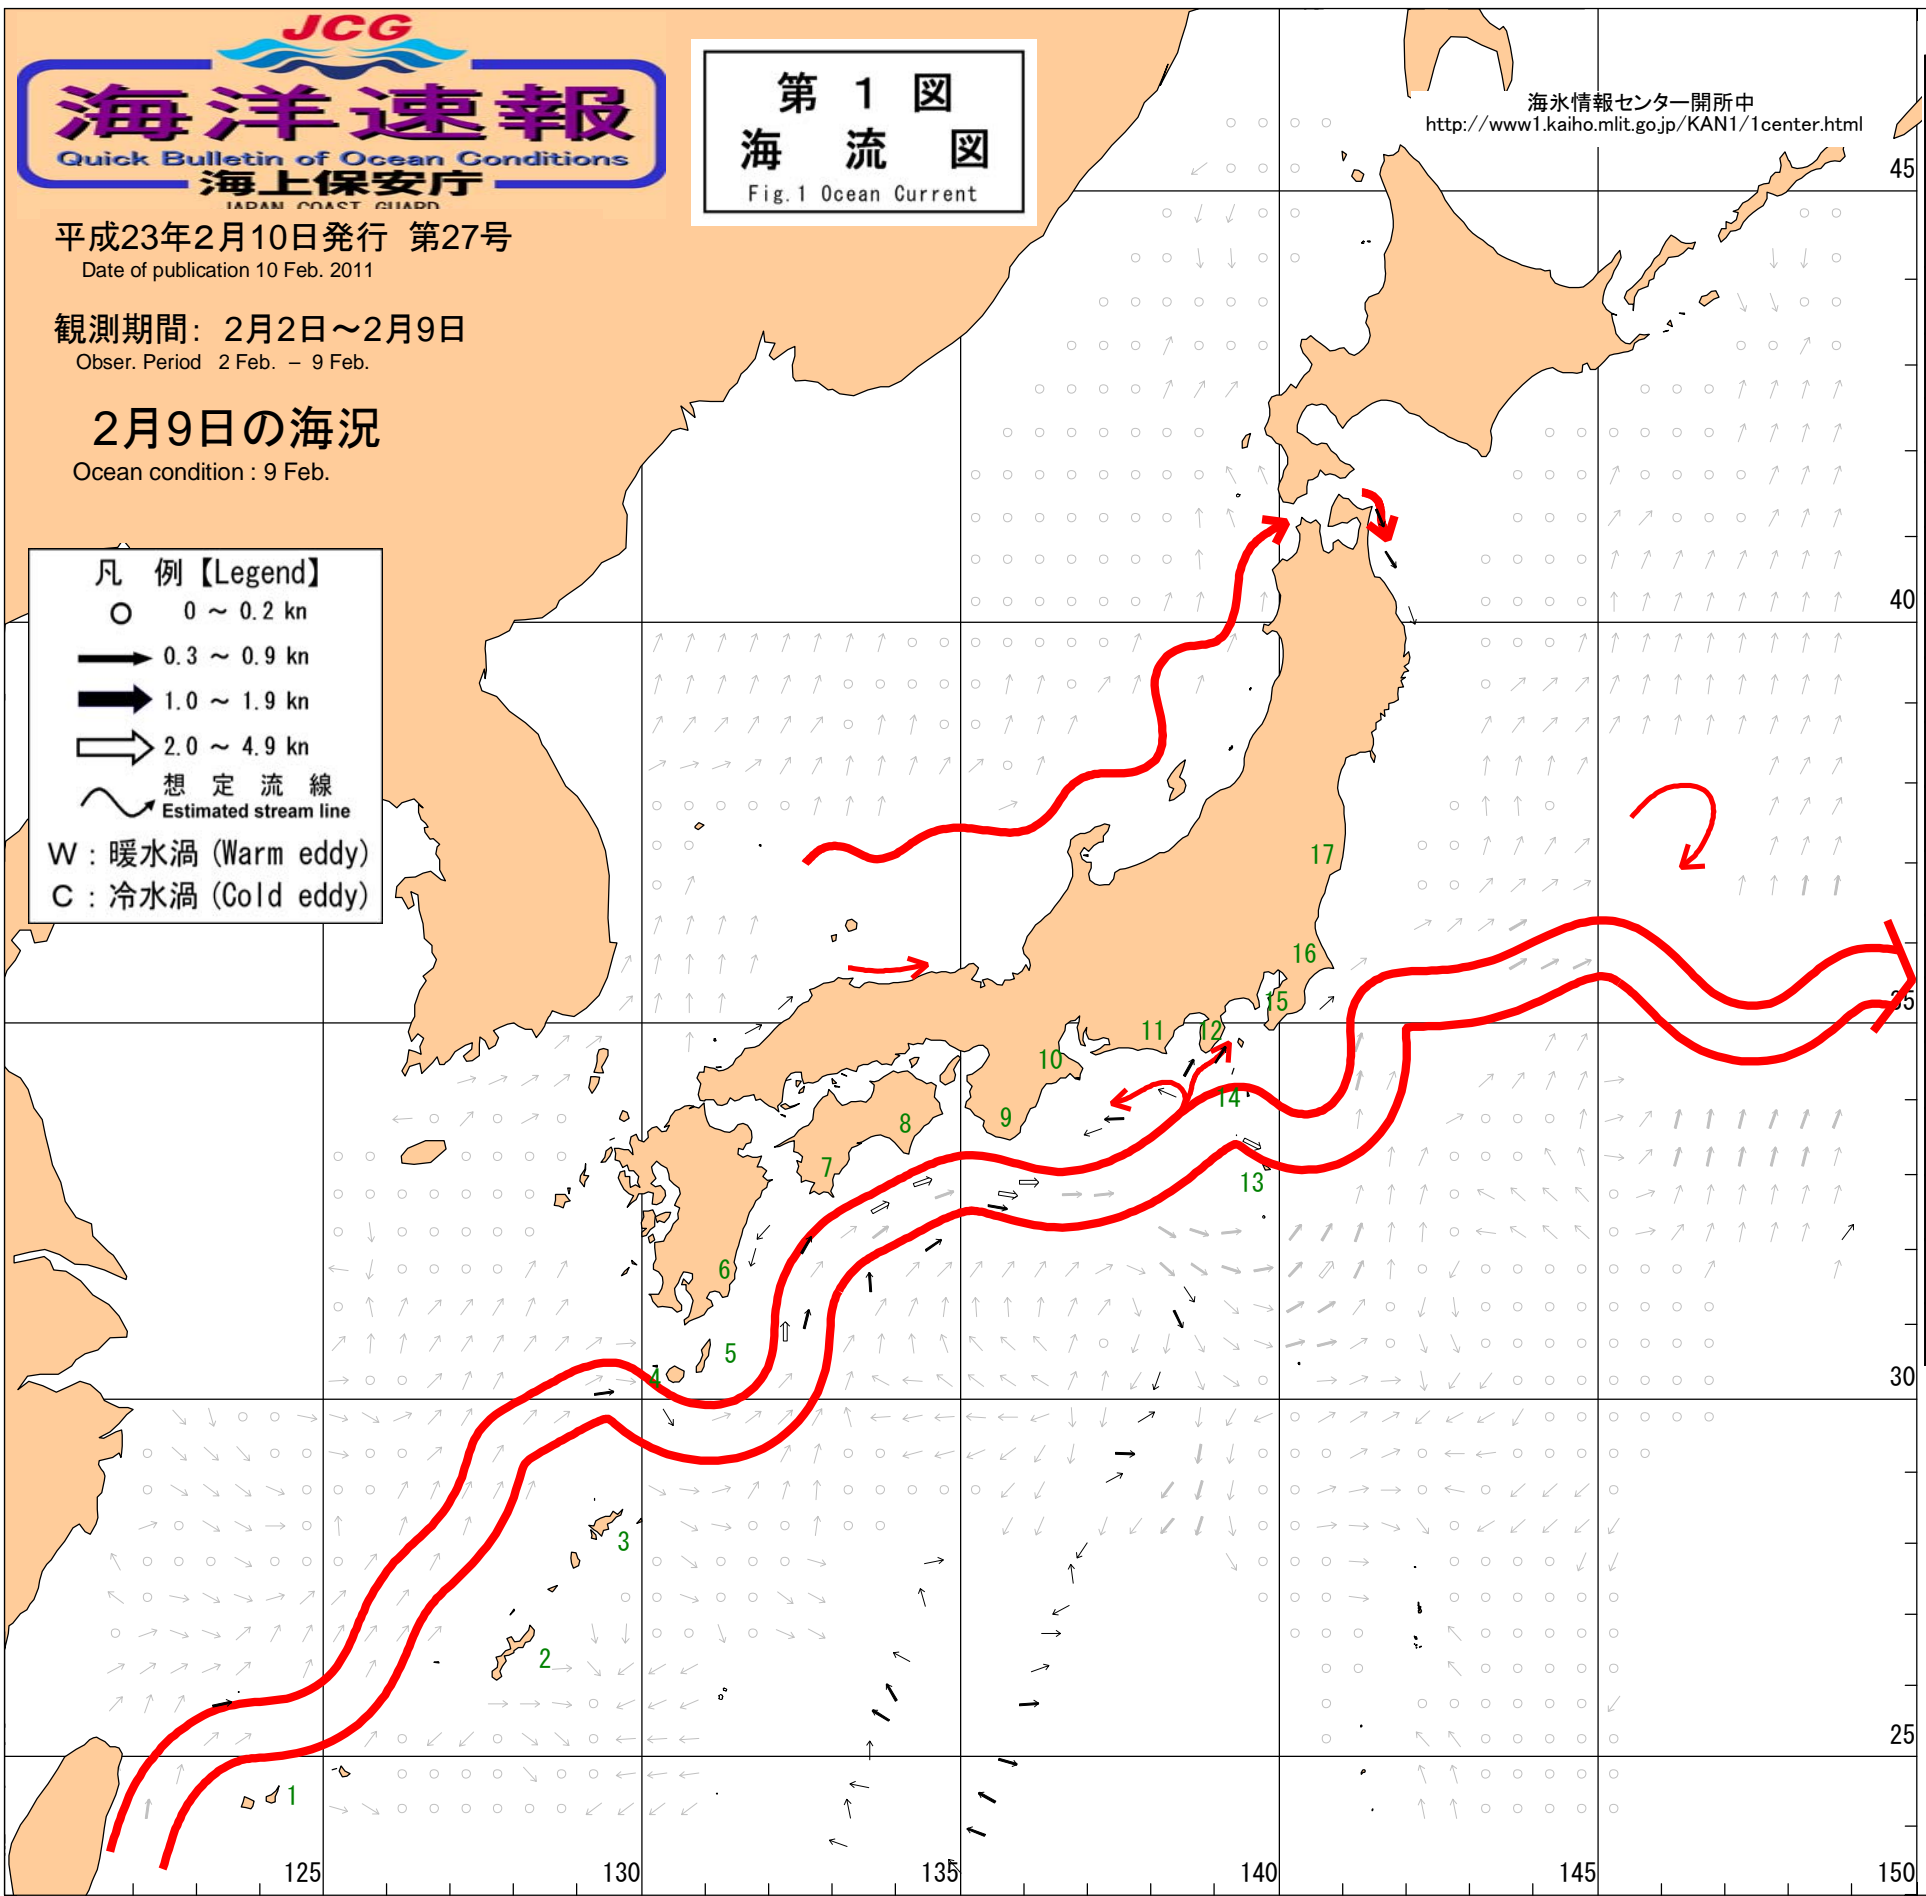 JCG
海洋速報
Quick Bulletin of Ocean Conditions
海上保安庁
JAPAN COAST GUARD
第 1 図
海 流 図
Fig.1 Ocean Current
海氷情報センター開所中
http://www1.kaiho.mlit.go.jp/KAN1/1center.html
平成23年2月10日発行 第27号
Date of publication 10 Feb. 2011
観測期間: 2月2日～2月9日
Obser. Period 2 Feb. – 9 Feb.
2月9日の海況
Ocean condition : 9 Feb.
凡 例【Legend】
0 ～ 0.2 kn
0.3 ～ 0.9 kn
1.0 ～ 1.9 kn
2.0 ～ 4.9 kn
想 定 流 線
Estimated stream line
W : 暖水渦 (Warm eddy)
C : 冷水渦 (Cold eddy)
45
40
17
16
35
15
12
11
10
14
9
8
7
13
6
5
4
30
3
2
25
1
125
130
135
140
145
150